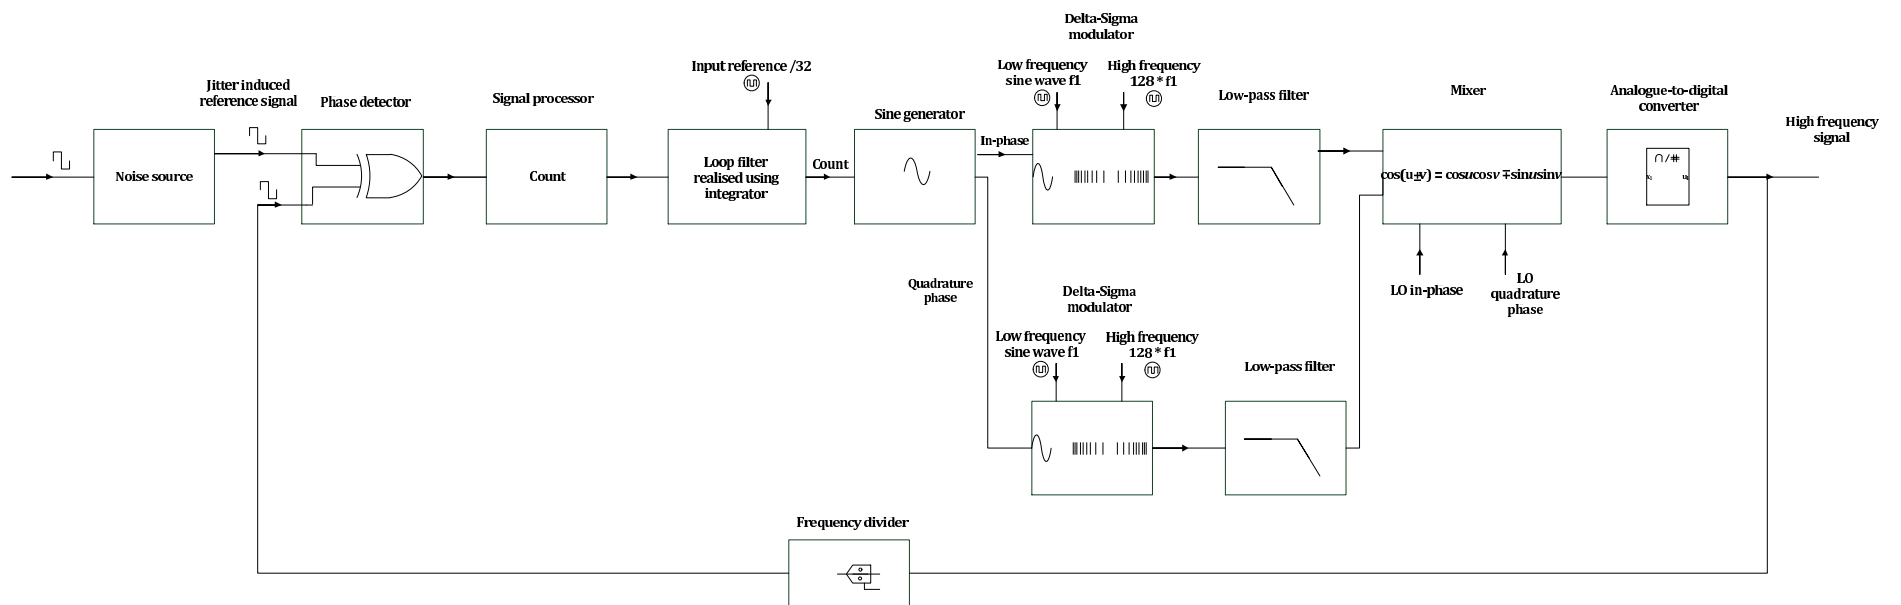 Delta-Sigma
modulator
Input reference /32
Low frequency
sine wave f1
High frequency
128 * f1
Jitter induced
reference signal
Phase detector
Signal processor
Sine generator
Low-pass filter
Mixer
Analogue-to-digital
converter
High frequency
signal
Noise source
Count
Loop filter
realised using
integrator
Count
In-phase
cos(u±v) = cosucosv ∓sinusinv
∩/#
Quadrature
phase
LO in-phase
LO
quadrature
phase
Delta-Sigma
modulator
Low frequency
sine wave f1
High frequency
128 * f1
Low-pass filter
Frequency divider